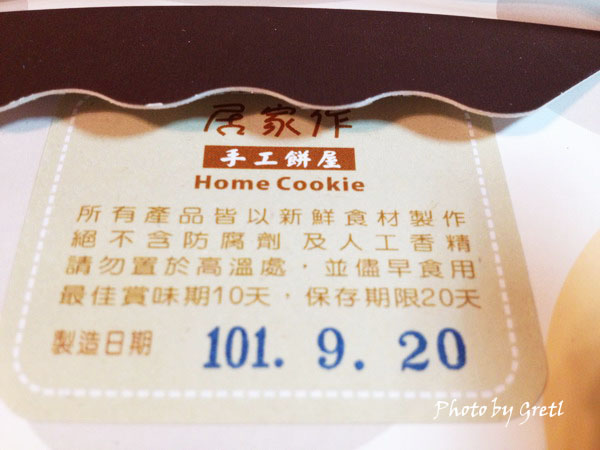 居家作
手工餅屋
Home Cookie
所有產品皆以新鮮食材製作
絕不含防腐劑 及人工香精
請勿置於高溫處，並儘早食用
最佳賞味期10天，保存期限20天
製造日期 101. 9. 20
Photo by Gretl